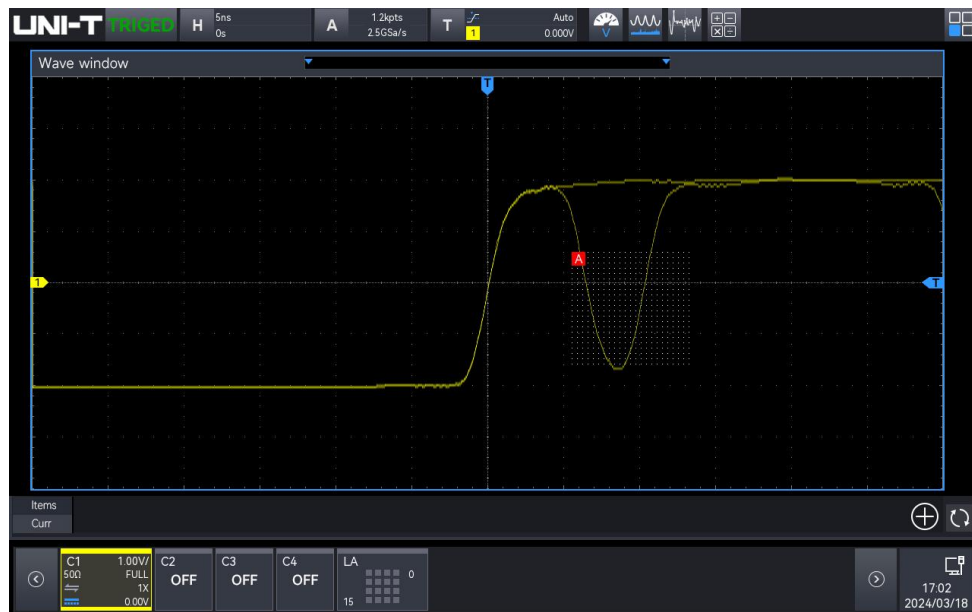 UNI-T TRIGED H 5ns 0s A 1.2kpts 2.5GSa/s T 1 Auto 0.000V V
Wave window
T
A
1 T
Items
Curr
C1 1.00V/ 50Ω FULL 1X 0.00V
C2 OFF
C3 OFF
C4 OFF
LA 0 15
17:02
2024/03/18